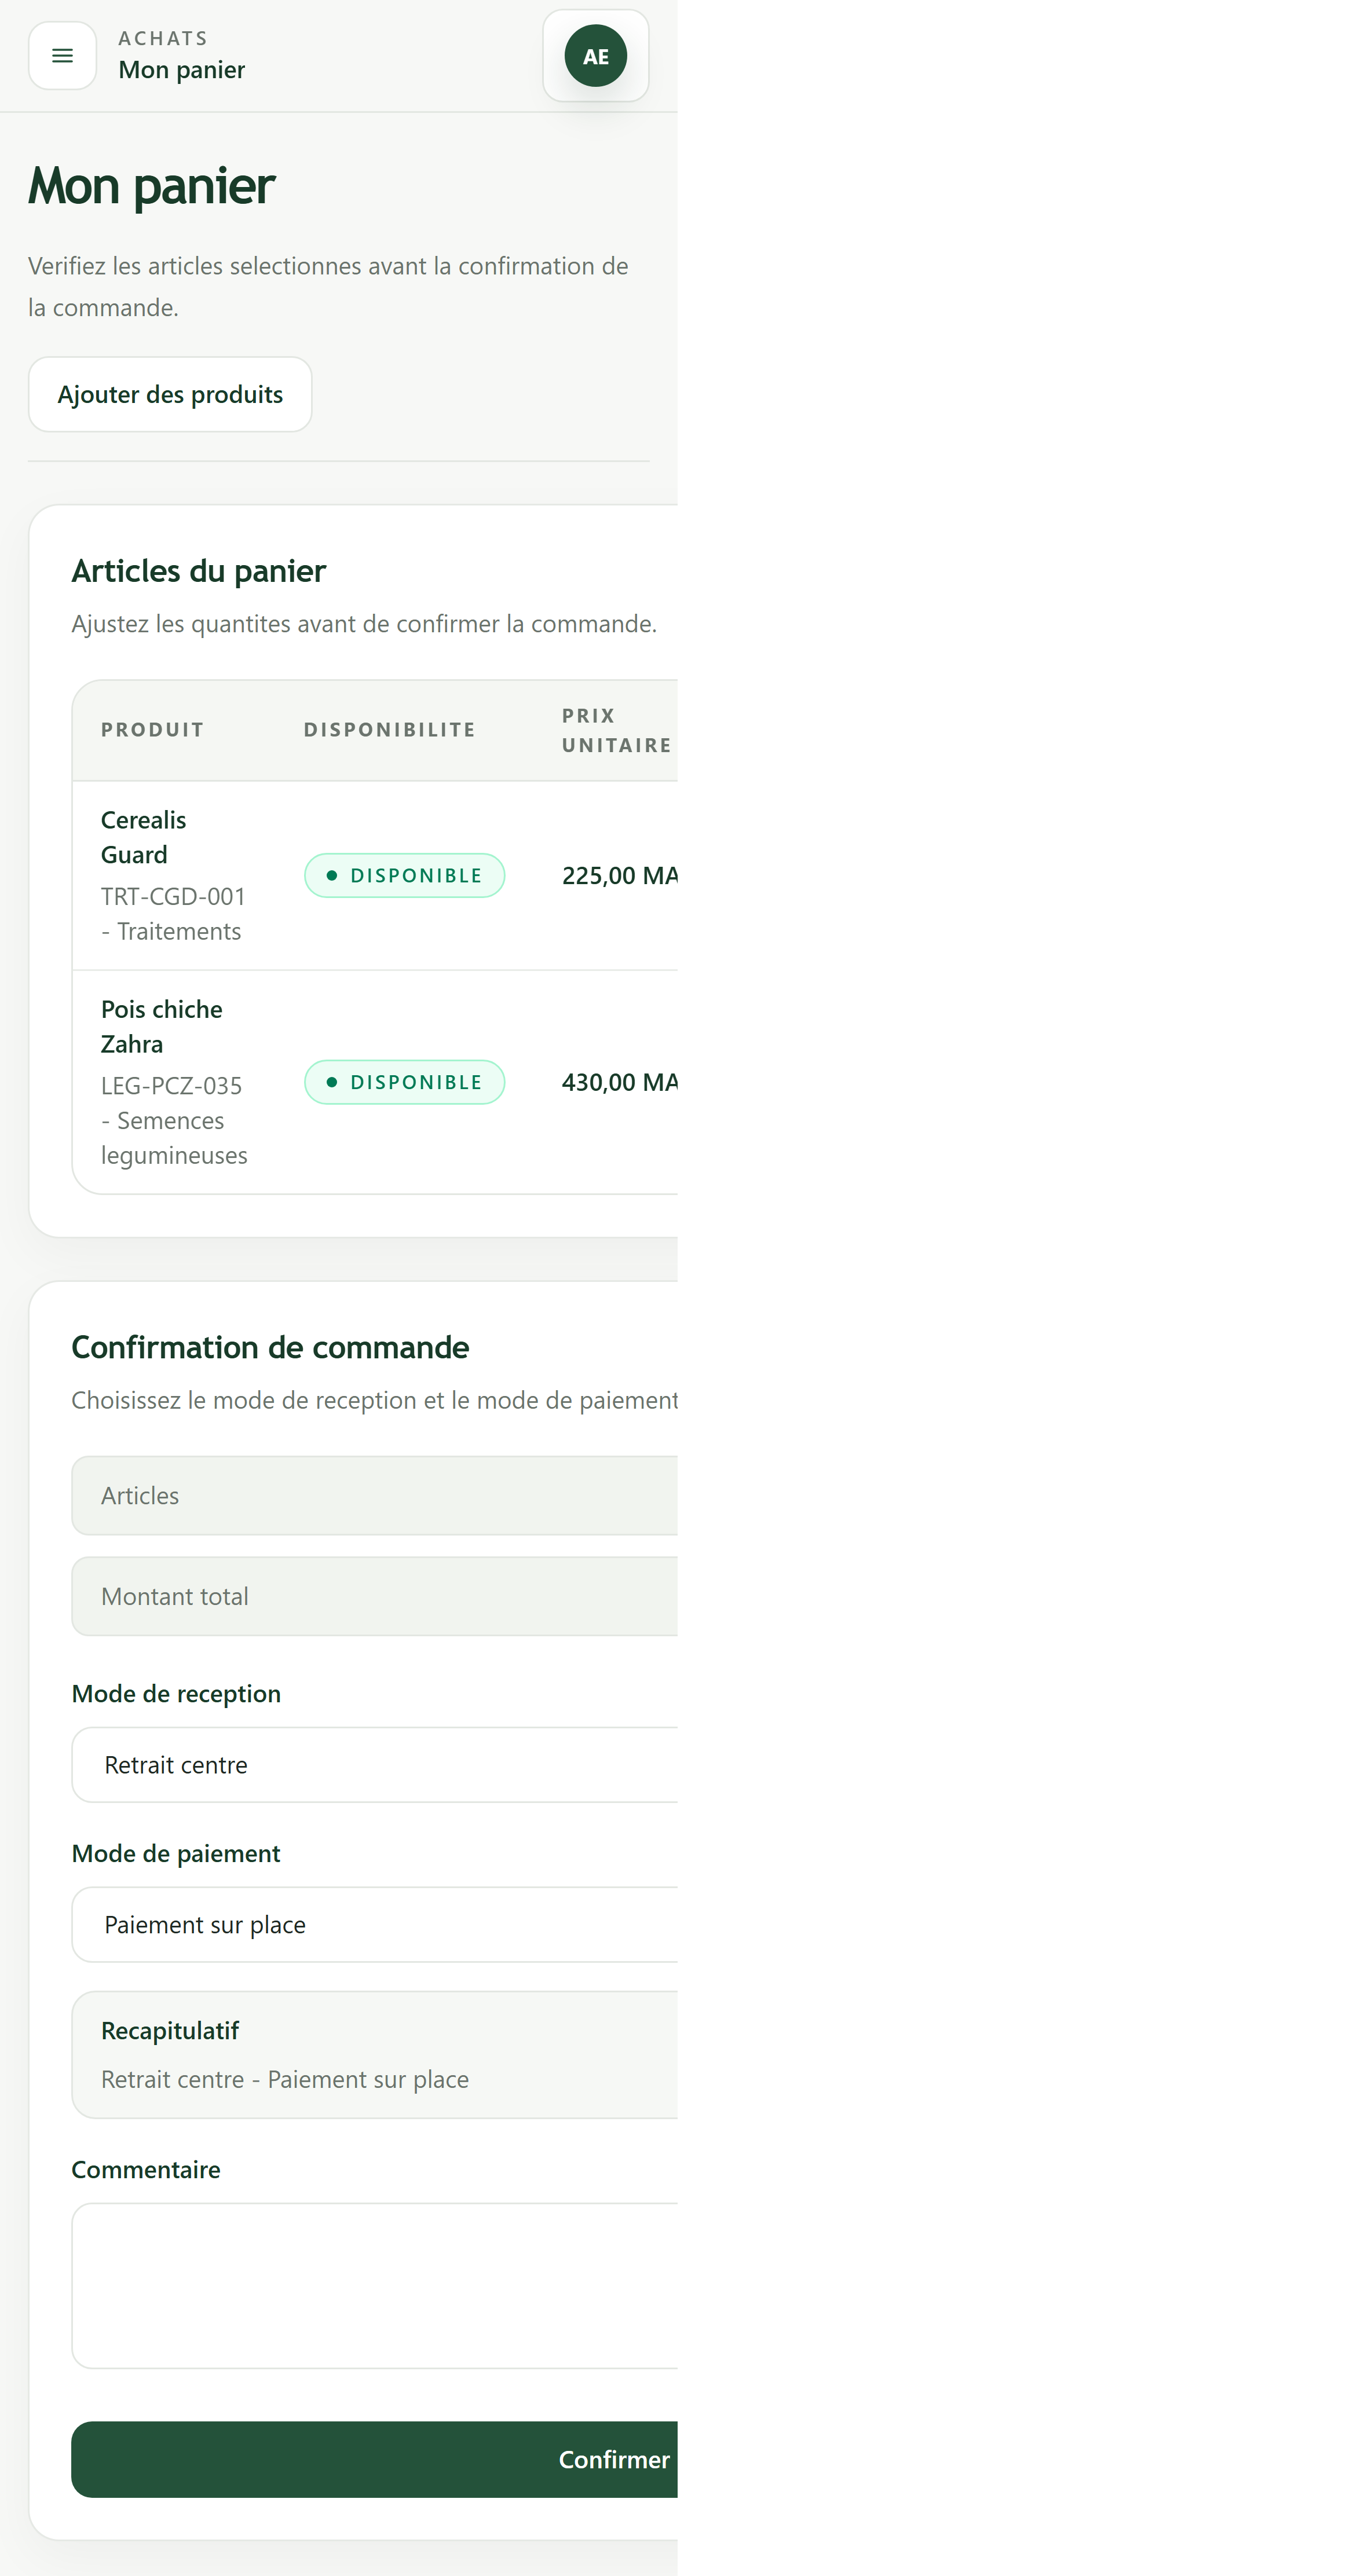 ACHATS
Mon panier
AE
Mon panier
Verifiez les articles selectionnes avant la confirmation de
la commande.
Ajouter des produits
Articles du panier
Ajustez les quantites avant de confirmer la commande.
PRODUIT DISPONIBILITE PRIX
UNITAIRE
Cerealis
Guard
TRT-CGD-001
- Traitements
DISPONIBLE
225,00 MA
Pois chiche
Zahra
LEG-PCZ-035
- Semences
legumineuses
DISPONIBLE
430,00 MA
Confirmation de commande
Choisissez le mode de reception et le mode de paiement
Articles
Montant total
Mode de reception
Retrait centre
Mode de paiement
Paiement sur place
Recapitulatif
Retrait centre - Paiement sur place
Commentaire
Confirmer